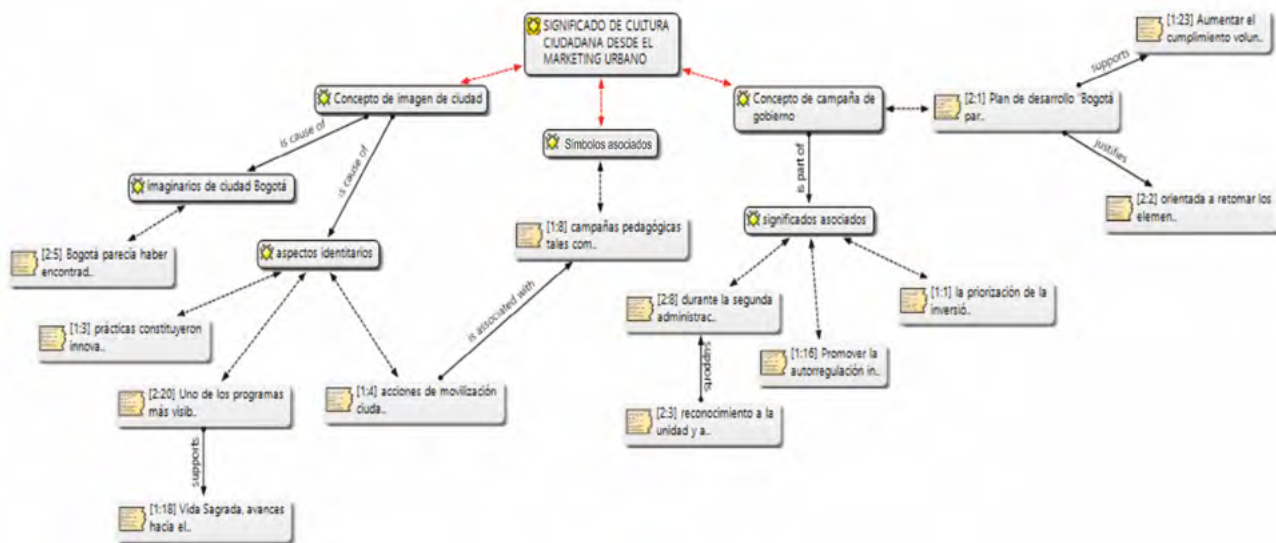 SIGNIFICADO DE CULTURA
CIUDADANA DESDE EL
MARKETING URBANO
[1:23] Aumentar el
cumplimiento volun..
supports
Concepto de imagen de ciudad
Concepto de campaña de
gobierno
[2:1] Plan de desarrollo "Bogotá
par..
is cause of
is cause of
Símbolos asociados
is part of
justifies
imaginarios de ciudad Bogotá
[2:2] orientada a retomar los
elemen..
[1:8] campañas pedagógicas
tales com..
significados asociados
[2:5] Bogotá parecía haber
encontrad..
aspectos identitarios
is associated with
[2:8] durante la segunda
administrac..
[1:1] la priorización de la
inversió..
[1:3] prácticas constituyeron
innova..
[1:16] Promover la
autorregulación in..
supports
[2:20] Uno de los programas
más visib..
[1:4] acciones de movilización
ciuda..
[2:3] reconocimiento a la
unidad y a..
supports
[1:18] Vida Sagrada, avances
hacia el..